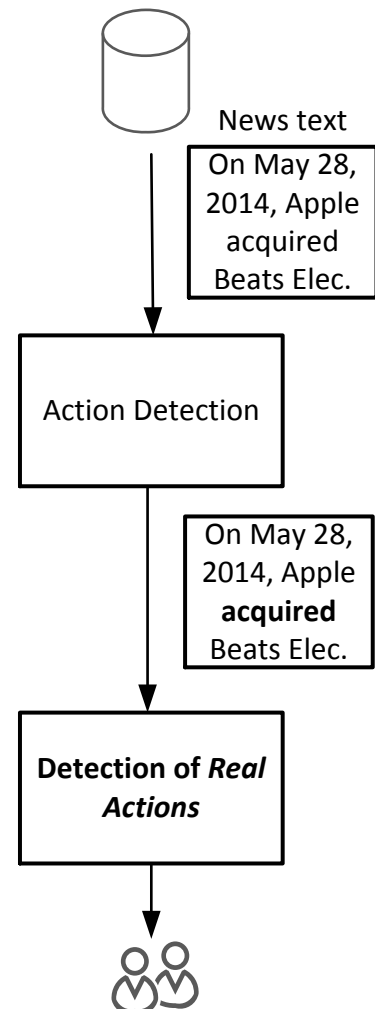 News text
On May 28,
2014, Apple
acquired
Beats Elec.
Action Detection
On May 28,
2014, Apple
acquired
Beats Elec.
Detection of Real
Actions